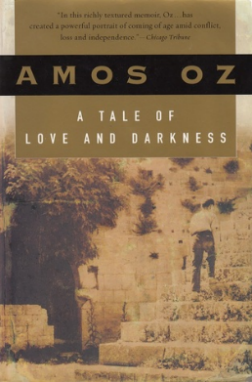 "In this richly textured memoir, Oz . . . has
created a powerful portrait of coming of age amid conflict,
loss and independence."—Chicago Tribune
AMOS OZ
A TALE OF
LOVE AND DARKNESS